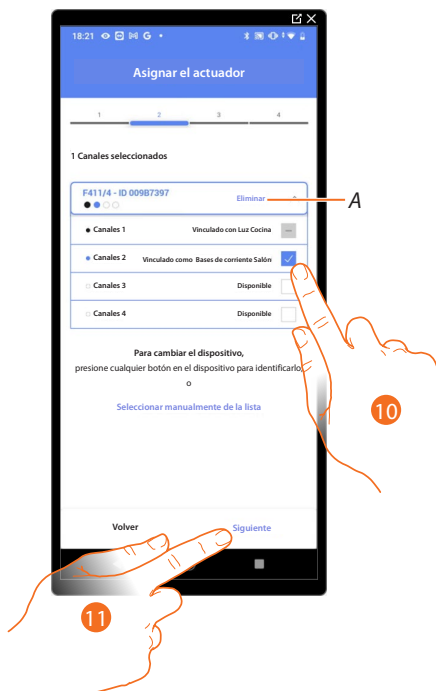 18:21 G
Asignar el actuador
1 2 3 4
1 Canales seleccionados
F411/4 - ID 009B7397
Eliminar
A
Canales 1 Vinculado con Luz Cocina
Canales 2 Vinculado como Bases de corriente Salón
Canales 3 Disponible
Canales 4 Disponible
Para cambiar el dispositivo,
presione cualquier botón en el dispositivo para identificarlo,
o
Seleccionar manualmente de la lista
10
Volver Siguiente
11